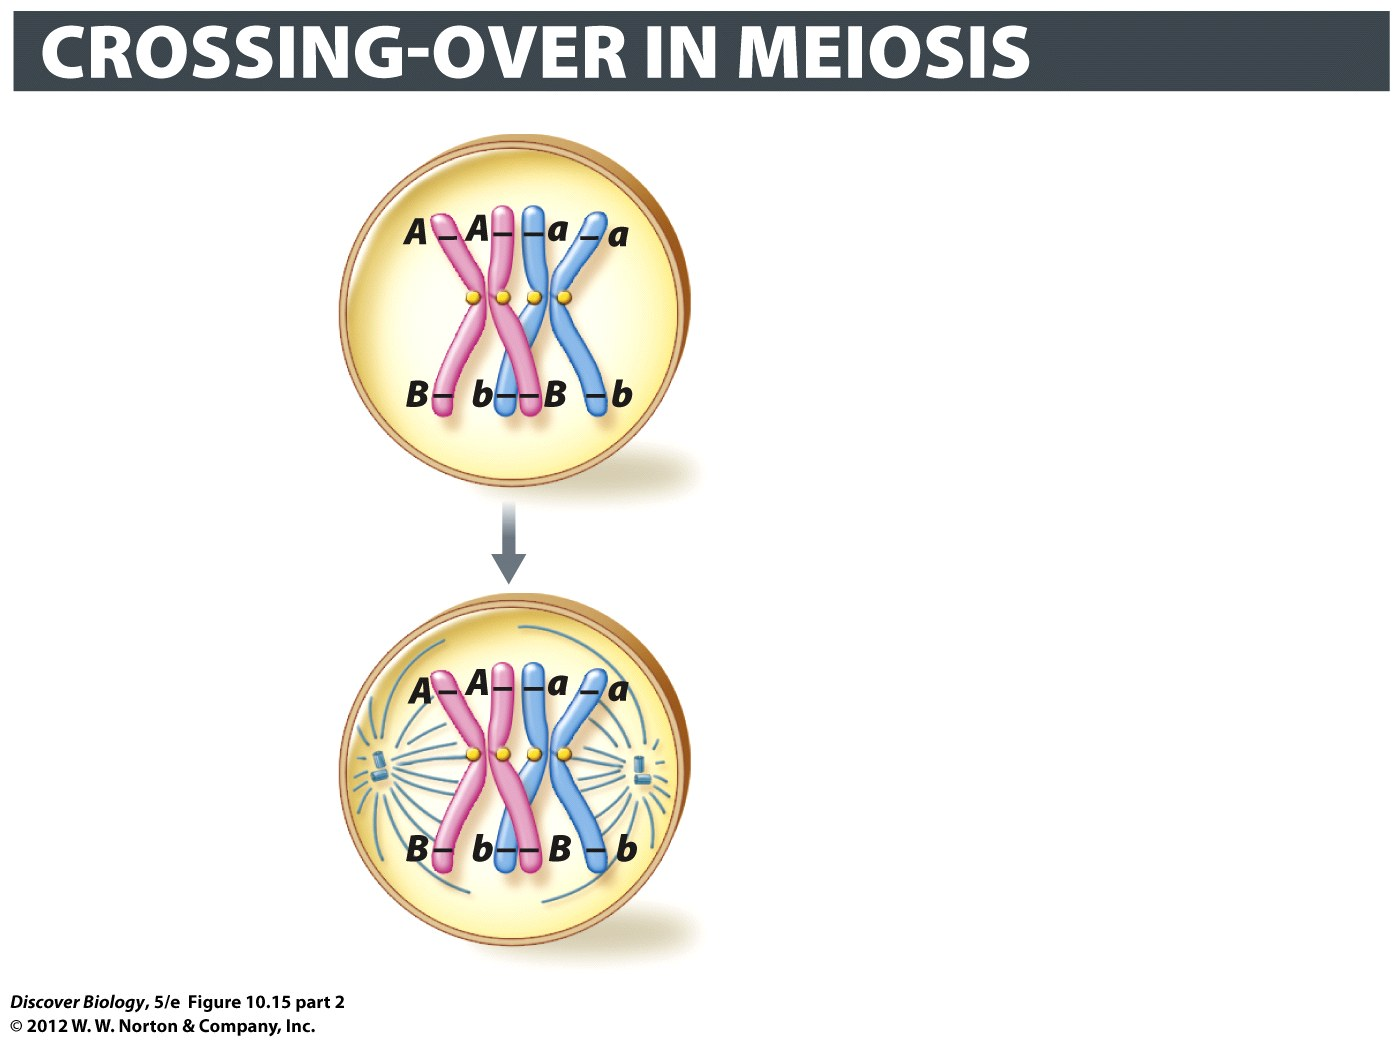 CROSSING-OVER IN MEIOSIS
A A a a
B b B b
A A a a
B b B b
Discover Biology, 5/e Figure 10.15 part 2
© 2012 W. W. Norton & Company, Inc.